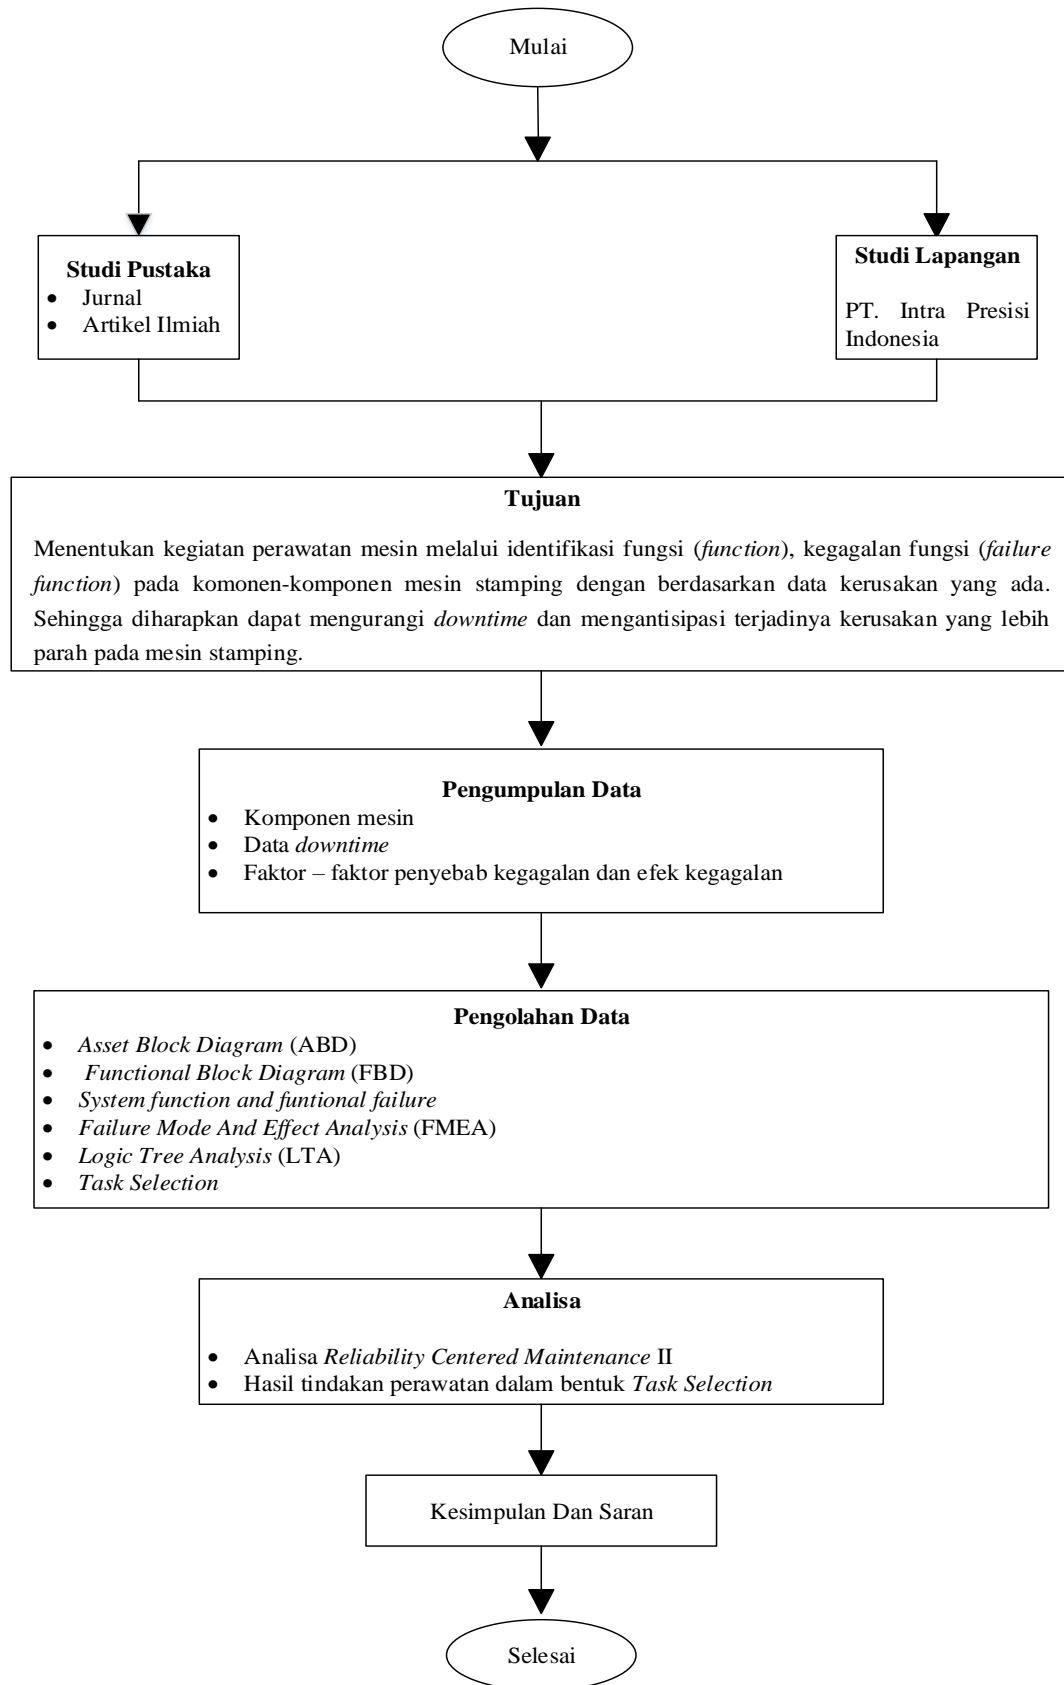 Mulai
Studi Pustaka
• Jurnal
• Artikel Ilmiah
Studi Lapangan
PT. Intra Presisi
Indonesia
Tujuan
Menentukan kegiatan perawatan mesin melalui identifikasi fungsi (function), kegagalan fungsi (failure
function) pada komonen-komponen mesin stamping dengan berdasarkan data kerusakan yang ada.
Sehingga diharapkan dapat mengurangi downtime dan mengantisipasi terjadinya kerusakan yang lebih
parah pada mesin stamping.
Pengumpulan Data
• Komponen mesin
• Data downtime
• Faktor – faktor penyebab kegagalan dan efek kegagalan
Pengolahan Data
• Asset Block Diagram (ABD)
• Functional Block Diagram (FBD)
• System function and funtional failure
• Failure Mode And Effect Analysis (FMEA)
• Logic Tree Analysis (LTA)
• Task Selection
Analisa
• Analisa Reliability Centered Maintenance II
• Hasil tindakan perawatan dalam bentuk Task Selection
Kesimpulan Dan Saran
Selesai